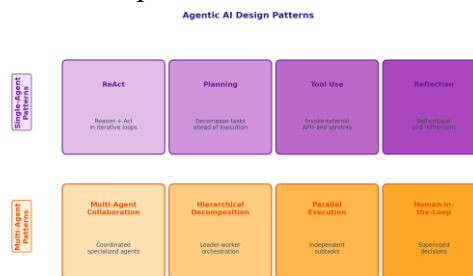 Agentic AI Design Patterns
Single-Agent
Patterns
ReAct
Reason + Act
in iterative loops
Planning
Decompose tasks
ahead of execution
Tool Use
Invoke external
APIs and services
Reflection
Self-critique
and refinement
Multi-Agent
Patterns
Multi-Agent
Collaboration
Coordinated
specialized agents
Hierarchical
Decomposition
Leader-worker
orchestration
Parallel
Execution
Independent
subtasks
Human-in-
the-Loop
Supervised
decisions